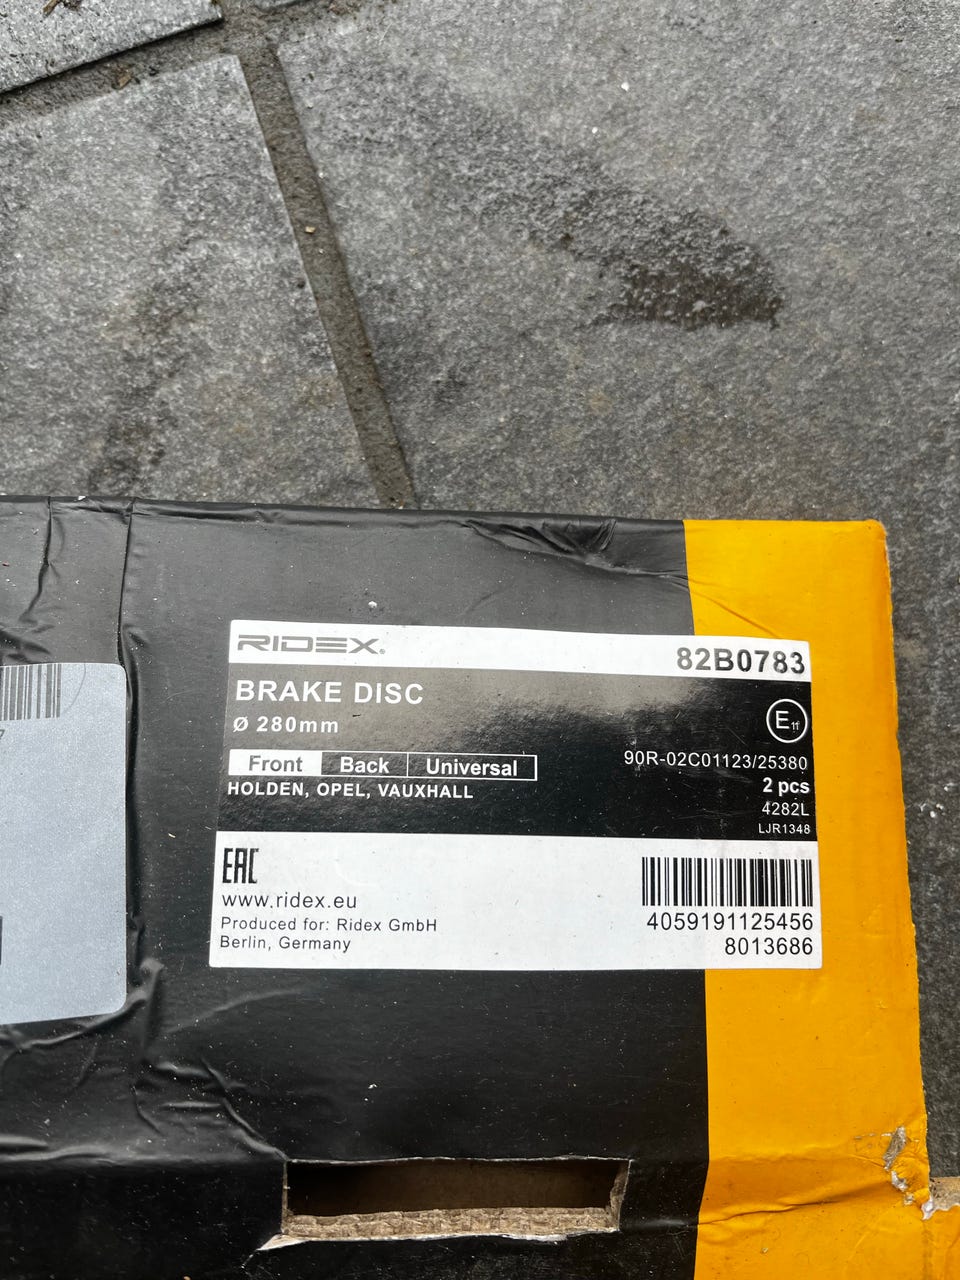 RIDEX®
82B0783
BRAKE DISC
Ø 280mm
E11
Front Back Universal
90R-02C01123/25380
HOLDEN, OPEL, VAUXHALL
2 pcs
4282L
LJR1348
EAC
www.ridex.eu
Produced for: Ridex GmbH
Berlin, Germany
4059191125456
8013686
7